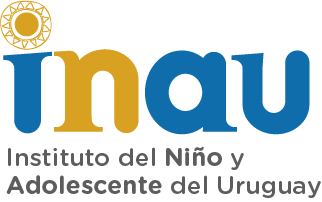 inau
Instituto del Niño y
Adolescente del Uruguay